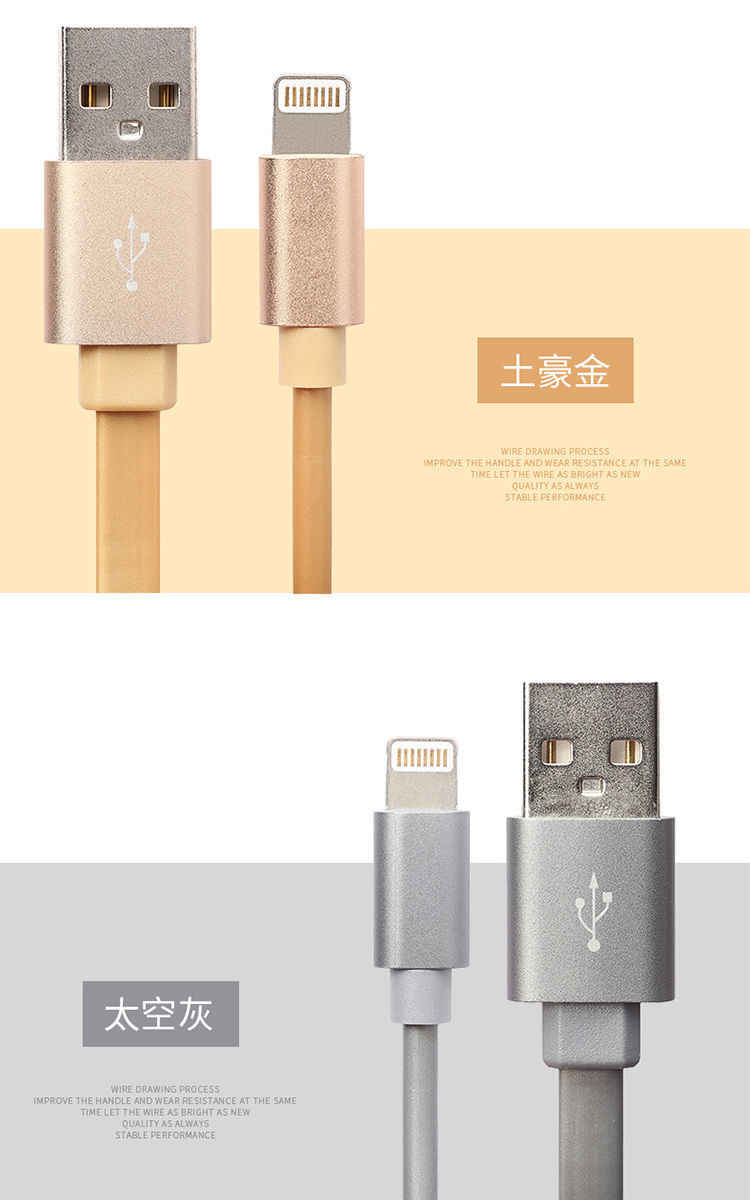 土豪金
WIRE DRAWING PROCESS
IMPROVE THE HANDLE AND WEAR RESISTANCE AT THE SAME
TIME LET THE WIRE AS BRIGHT AS NEW
QUALITY AS ALWAYS
STABLE PERFORMANCE
太空灰
WIRE DRAWING PROCESS
IMPROVE THE HANDLE AND WEAR RESISTANCE AT THE SAME
TIME LET THE WIRE AS BRIGHT AS NEW
QUALITY AS ALWAYS
STABLE PERFORMANCE